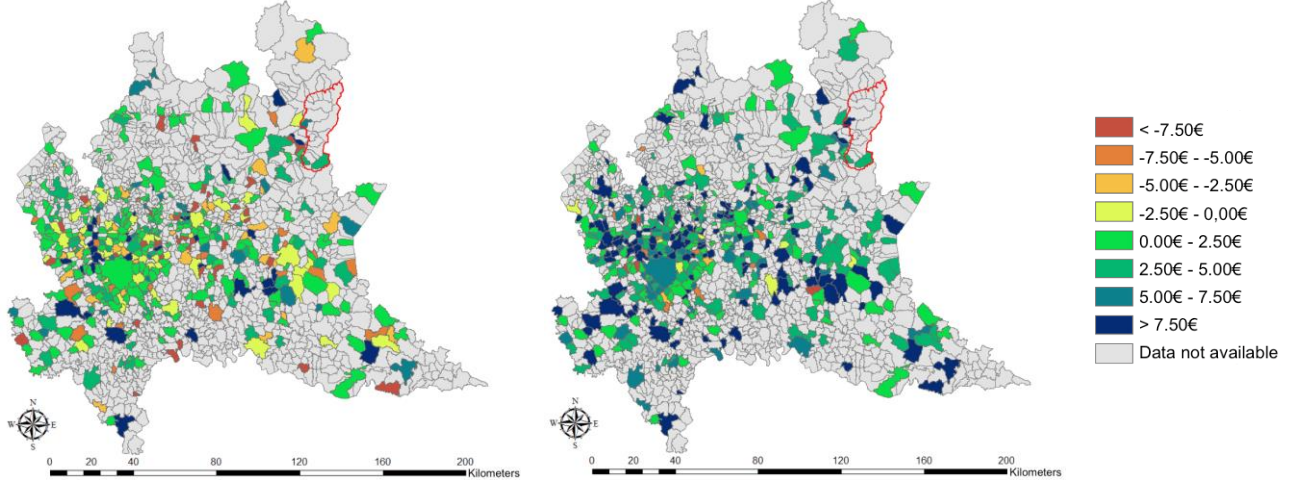 N
W E
S
0 20 40 80 120 160 200
Kilometers
N
W E
S
0 20 40 80 120 160 200
Kilometers
< -7.50€
-7.50€ - -5.00€
-5.00€ - -2.50€
-2.50€ - 0,00€
0.00€ - 2.50€
2.50€ - 5.00€
5.00€ - 7.50€
> 7.50€
Data not available